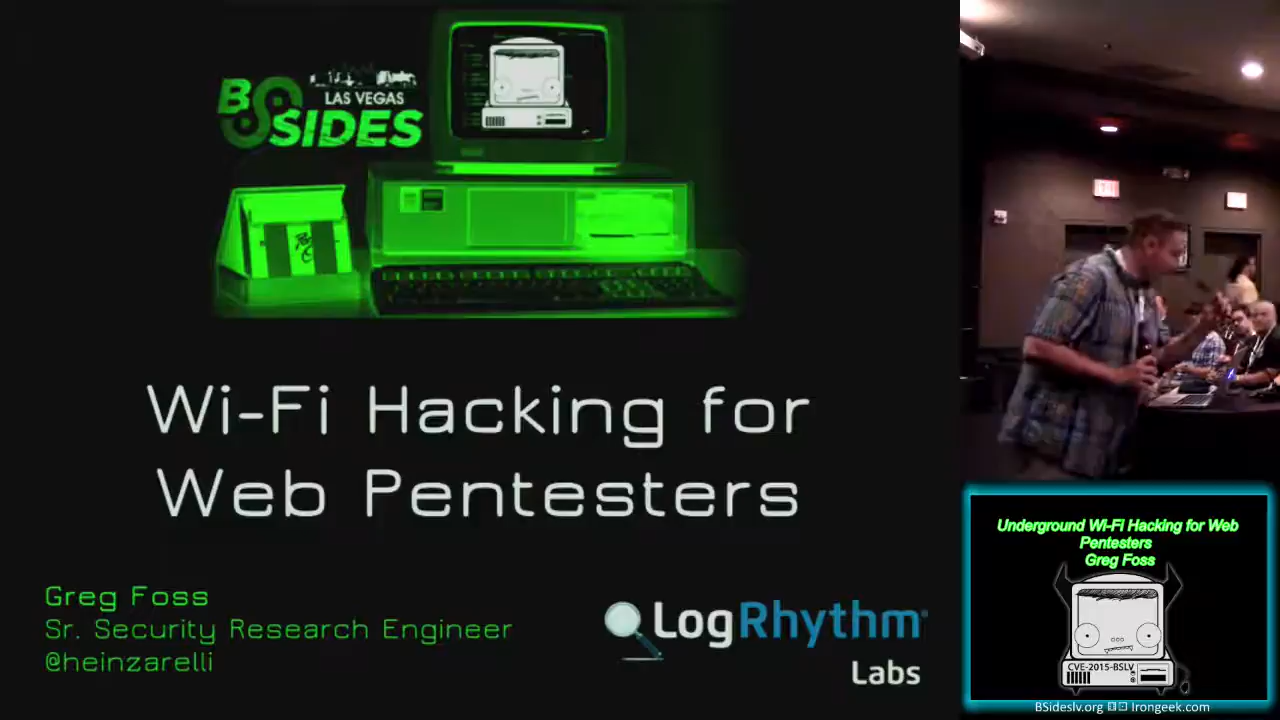 BSIDES
LAS VEGAS
Wi-Fi Hacking for
Web Pentesters
Greg Foss
Sr. Security Research Engineer
@heinzarelli
LogRhythm
Labs
EXIT
Underground Wi-Fi Hacking for Web
Pentesters
Greg Foss
CVE-2015-BSLV
BSideslv.org Irongeek.com